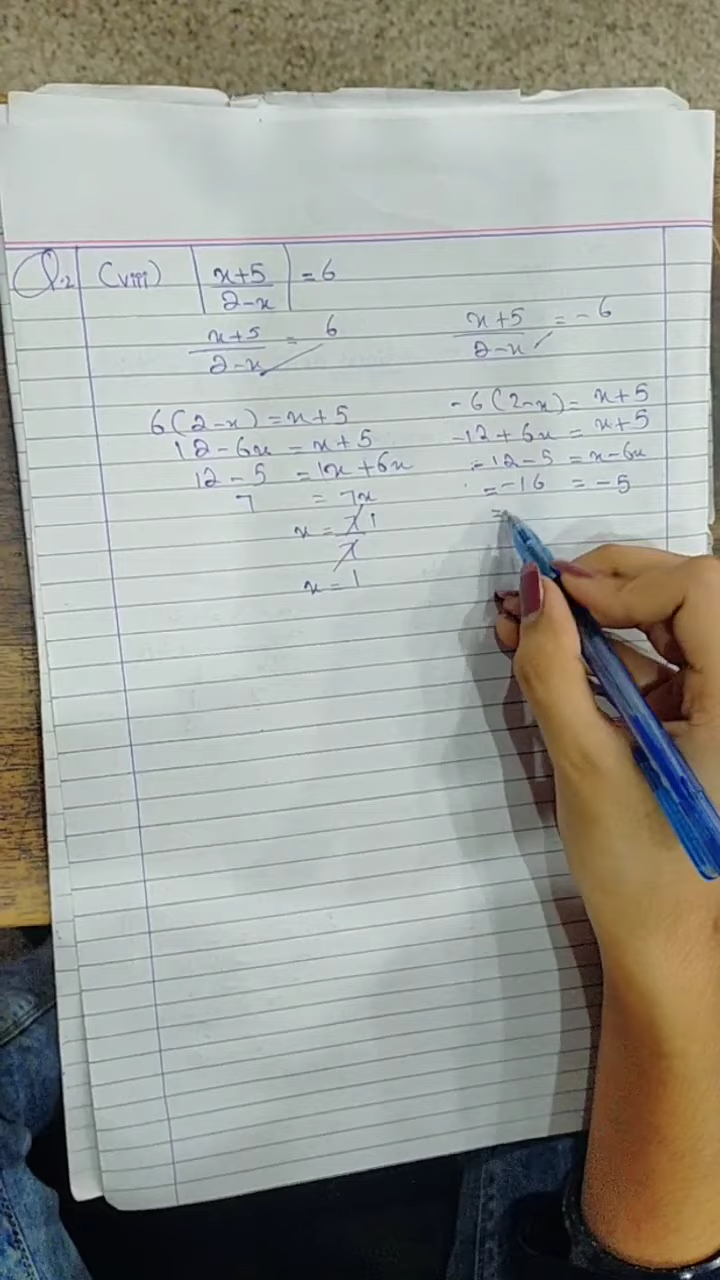 Q.2 (viii) |x+5/2-x| = 6
x+5/2-x = 6
6(2-x) = x+5
12-6x = x+5
12-5 = 1x+6x
7 = 7x
x = 7/7 1
x = 1
x+5/2-x = -6
-6(2-x) = x+5
-12+6x = x+5
=-12-5 = x-6x
=-16 = -5
=